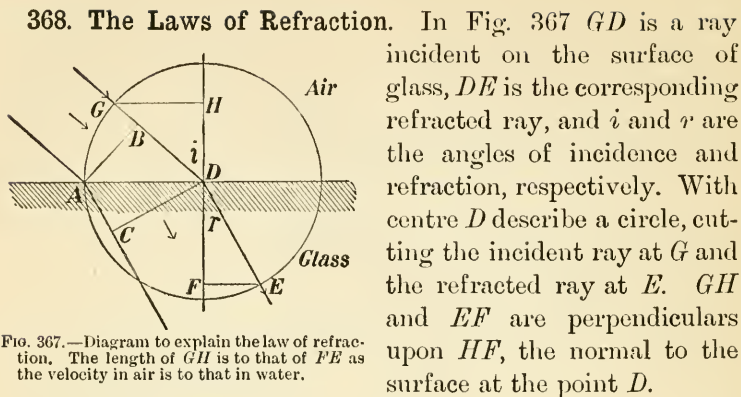 368. The Laws of Refraction. In Fig. 367 GD is a ray
incident on the surface of
glass, DE is the corresponding
refracted ray, and i and r are
the angles of incidence and
refraction, respectively. With
centre D describe a circle, cut-
ting the incident ray at G and
the refracted ray at E. GH
and EF are perpendiculars
upon HF, the normal to the
surface at the point D.
Air
G
H
B
i
D
A
C
r
Glass
F
E
FIG. 367.—Diagram to explain the law of refrac-
tion. The length of GH is to that of FE as
the velocity in air is to that in water.